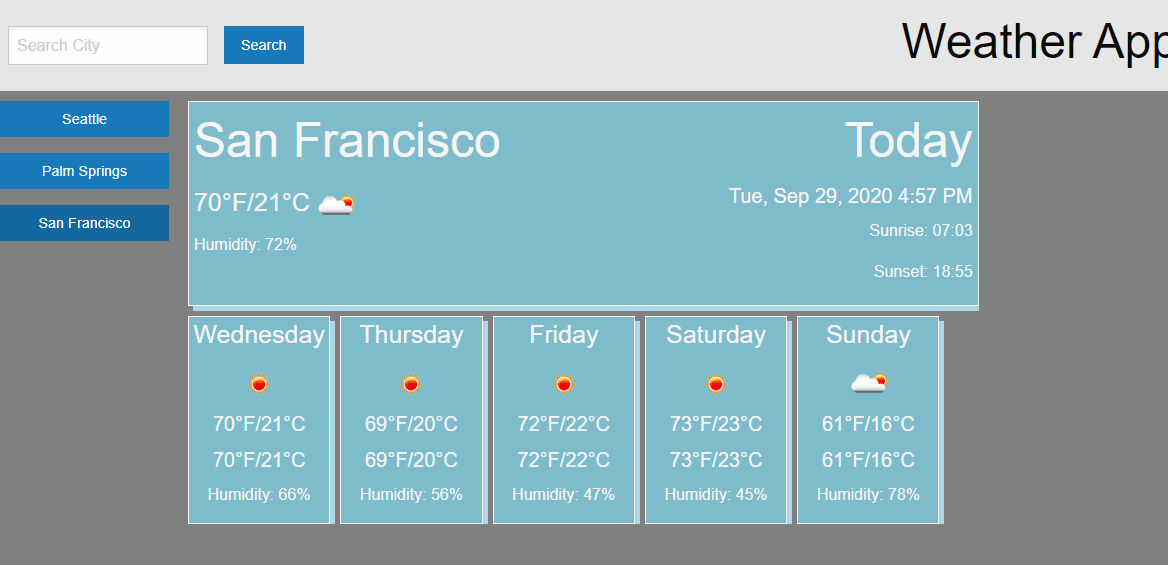 Search City
Search
Weather App
Seattle
Palm Springs
San Francisco
San Francisco
Today
70°F/21°C
Tue, Sep 29, 2020 4:57 PM
Humidity: 72%
Sunrise: 07:03
Sunset: 18:55
Wednesday
70°F/21°C
70°F/21°C
Humidity: 66%
Thursday
69°F/20°C
69°F/20°C
Humidity: 56%
Friday
72°F/22°C
72°F/22°C
Humidity: 47%
Saturday
73°F/23°C
73°F/23°C
Humidity: 45%
Sunday
61°F/16°C
61°F/16°C
Humidity: 78%